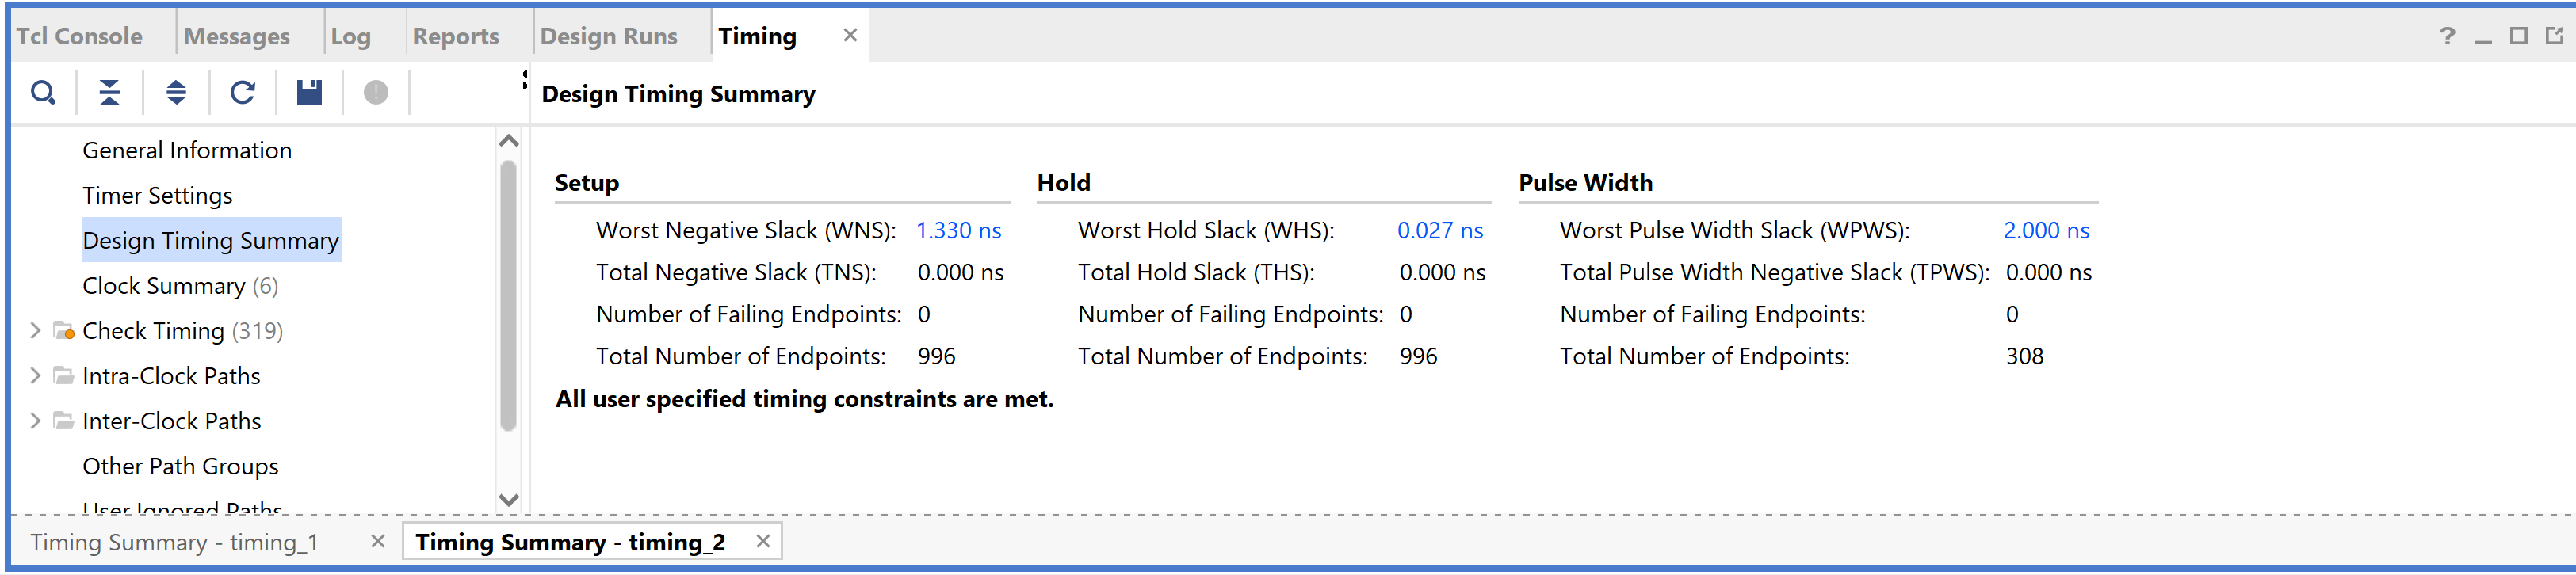 Tcl Console Messages Log Reports Design Runs Timing
Design Timing Summary
General Information
Timer Settings
Design Timing Summary
Clock Summary (6)
Check Timing (319)
Intra-Clock Paths
Inter-Clock Paths
Other Path Groups
User Ignored Paths
Setup
Worst Negative Slack (WNS): 1.330 ns
Total Negative Slack (TNS): 0.000 ns
Number of Failing Endpoints: 0
Total Number of Endpoints: 996
Hold
Worst Hold Slack (WHS): 0.027 ns
Total Hold Slack (THS): 0.000 ns
Number of Failing Endpoints: 0
Total Number of Endpoints: 996
Pulse Width
Worst Pulse Width Slack (WPWS): 2.000 ns
Total Pulse Width Negative Slack (TPWS): 0.000 ns
Number of Failing Endpoints: 0
Total Number of Endpoints: 308
All user specified timing constraints are met.
Timing Summary - timing_1 Timing Summary - timing_2